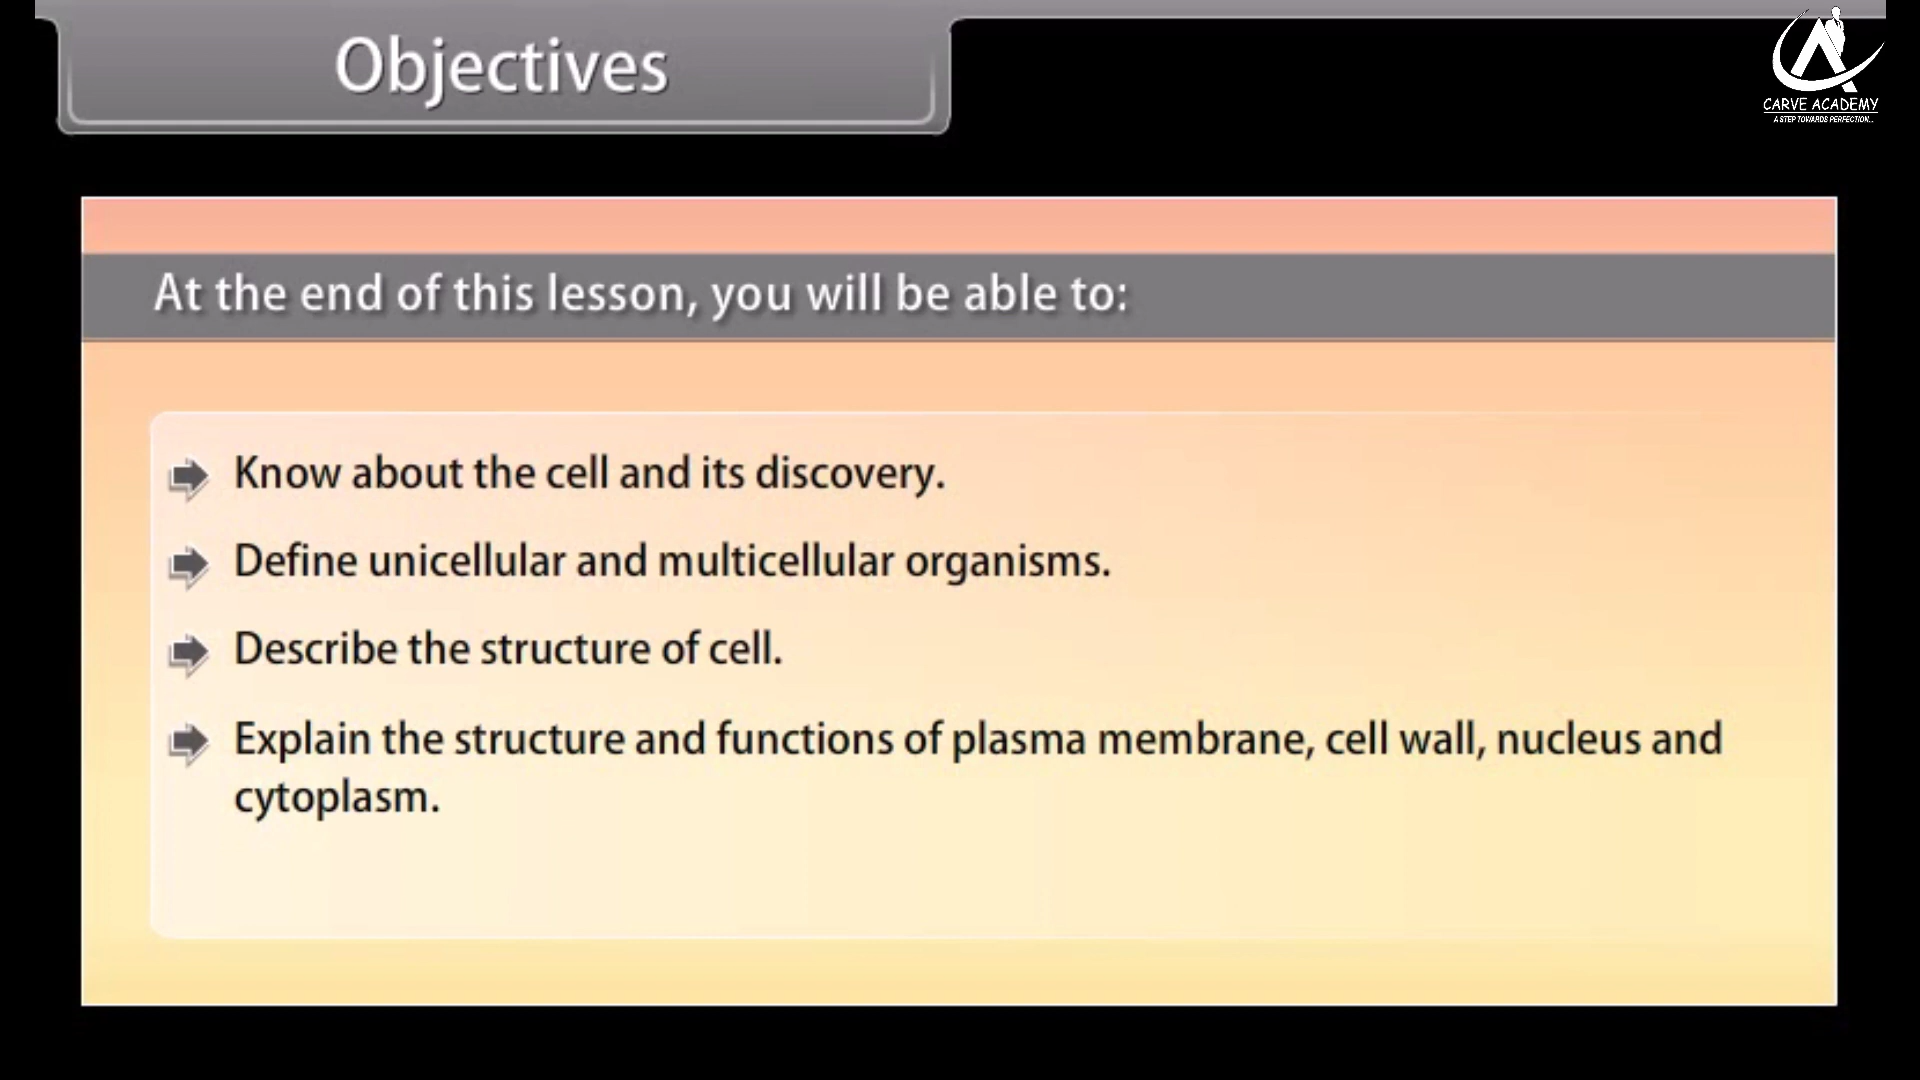 Objectives
CARVE ACADEMY
A STEP TOWARDS PERFECTION...
At the end of this lesson, you will be able to:
Know about the cell and its discovery.
Define unicellular and multicellular organisms.
Describe the structure of cell.
Explain the structure and functions of plasma membrane, cell wall, nucleus and
cytoplasm.